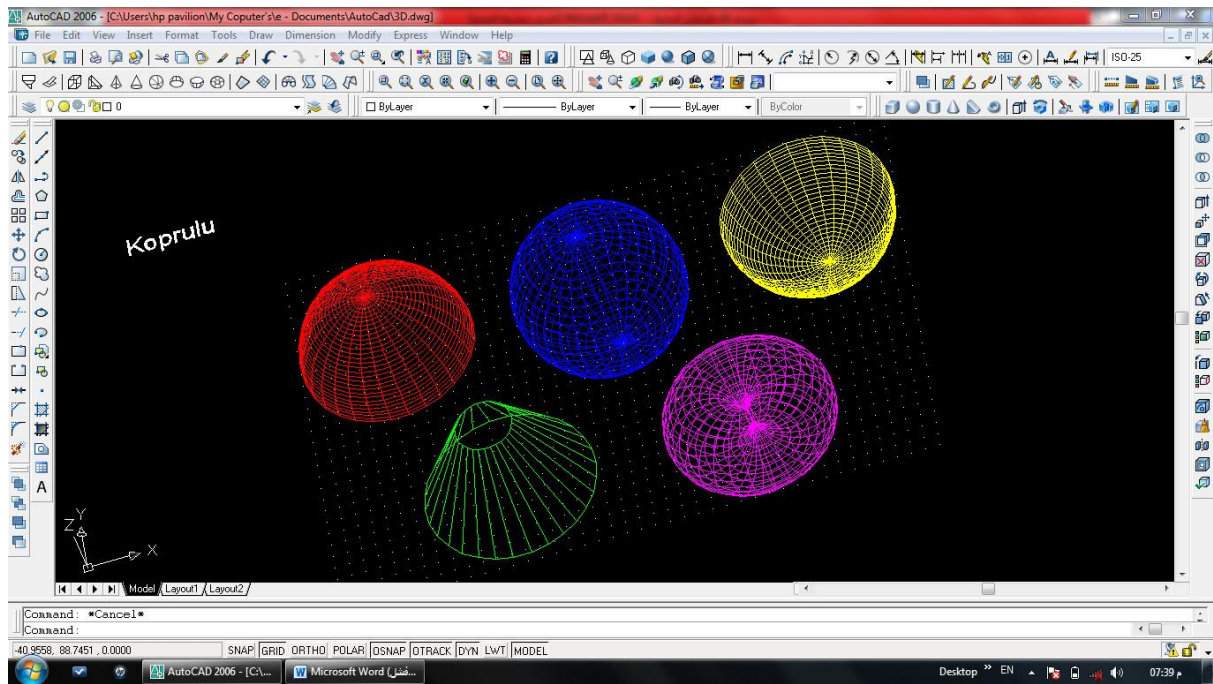 AutoCAD 2006 - [C:\Users\hp pavilion\My Coputer's\e - Documents\AutoCad\3D.dwg]
File Edit View Insert Format Tools Draw Dimension Modify Express Window Help
ISO-25
0 ByLayer ByLayer ByLayer ByColor
Koprulu
A
Z Y
X
Model Layout1 Layout2
Command: *Cancel*
Command:
-40.9558, 88.7451 , 0.0000 SNAP GRID ORTHO POLAR OSNAP OTRACK DYN LWT MODEL
AutoCAD 2006 - [C:\... Microsoft Word (فشل... Desktop » EN 07:39 م